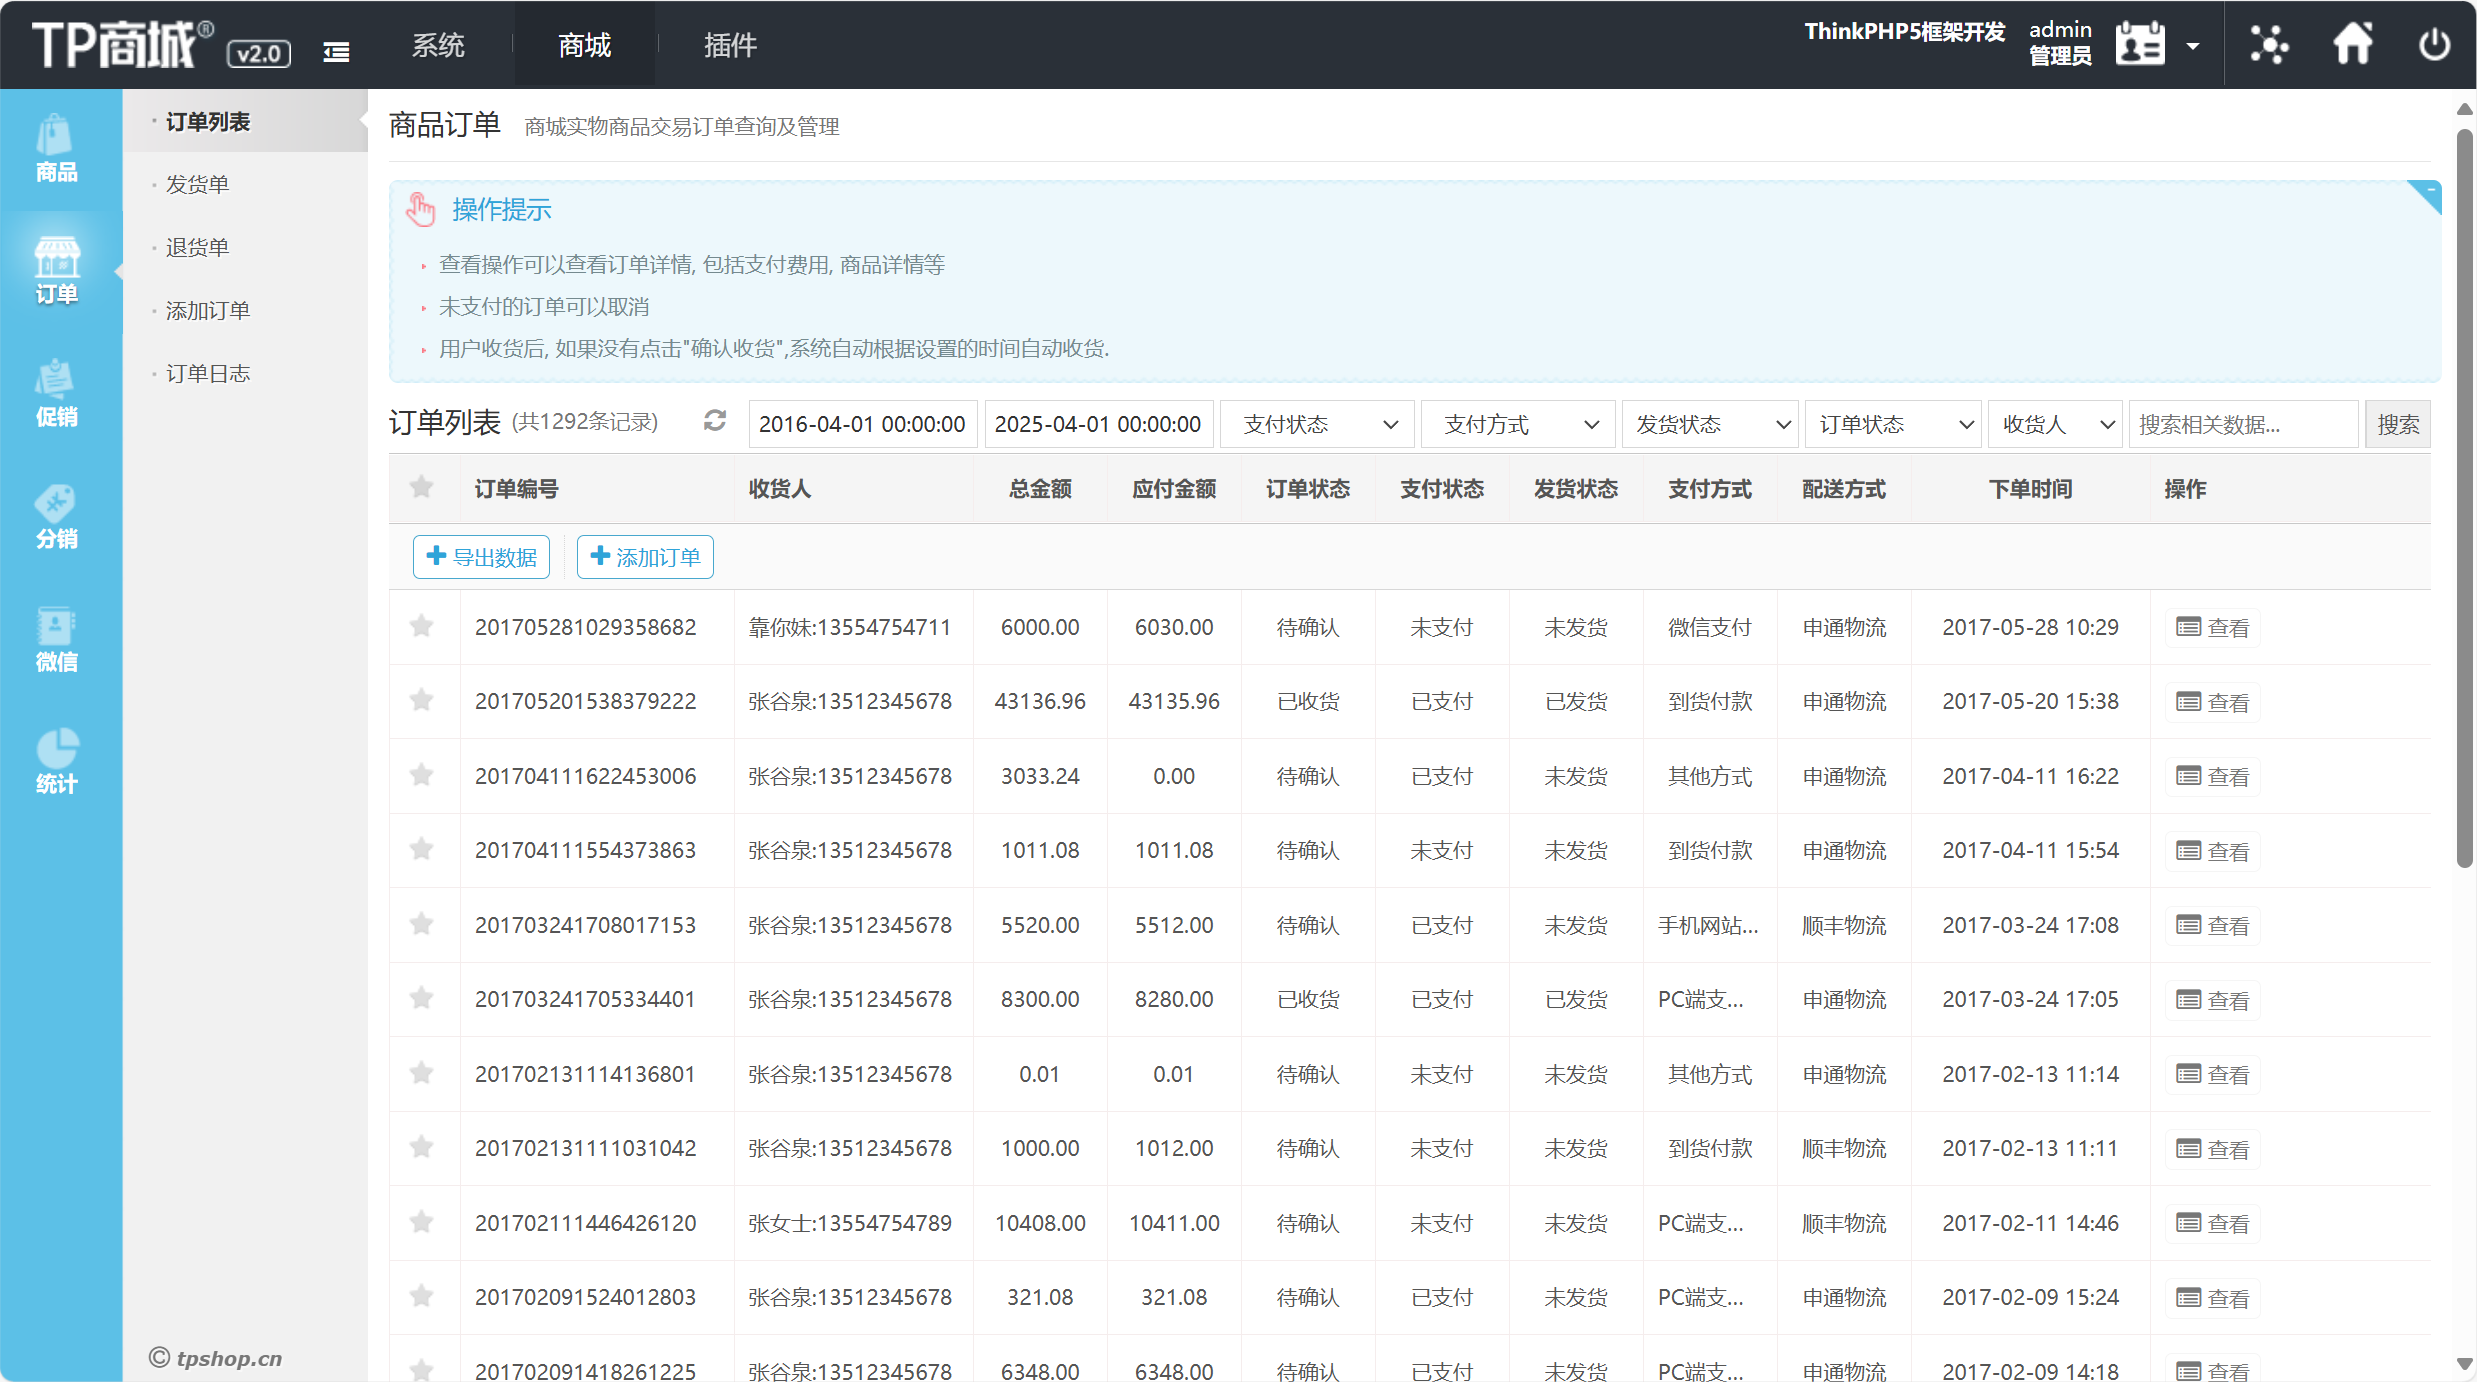 TP商城® v2.0
系统
商城
插件
ThinkPHP5框架开发
admin
管理员
商品
订单
促销
分销
微信
统计
订单列表
发货单
退货单
添加订单
订单日志
© tpshop.cn
商品订单 商城实物商品交易订单查询及管理
操作提示
查看操作可以查看订单详情, 包括支付费用, 商品详情等
未支付的订单可以取消
用户收货后, 如果没有点击"确认收货",系统自动根据设置的时间自动收货.
订单列表 (共1292条记录) 2016-04-01 00:00:00 2025-04-01 00:00:00 支付状态 支付方式 发货状态 订单状态 收货人 搜索相关数据... 搜索
订单编号 收货人 总金额 应付金额 订单状态 支付状态 发货状态 支付方式 配送方式 下单时间 操作
导出数据 添加订单
201705281029358682 靠你妹:13554754711 6000.00 6030.00 待确认 未支付 未发货 微信支付 申通物流 2017-05-28 10:29 查看
201705201538379222 张谷泉:13512345678 43136.96 43135.96 已收货 已支付 已发货 到货付款 申通物流 2017-05-20 15:38 查看
201704111622453006 张谷泉:13512345678 3033.24 0.00 待确认 已支付 未发货 其他方式 申通物流 2017-04-11 16:22 查看
201704111554373863 张谷泉:13512345678 1011.08 1011.08 待确认 未支付 未发货 到货付款 申通物流 2017-04-11 15:54 查看
201703241708017153 张谷泉:13512345678 5520.00 5512.00 待确认 已支付 未发货 手机网站... 顺丰物流 2017-03-24 17:08 查看
201703241705334401 张谷泉:13512345678 8300.00 8280.00 已收货 已支付 已发货 PC端支... 申通物流 2017-03-24 17:05 查看
201702131114136801 张谷泉:13512345678 0.01 0.01 待确认 未支付 未发货 其他方式 申通物流 2017-02-13 11:14 查看
201702131111031042 张谷泉:13512345678 1000.00 1012.00 待确认 未支付 未发货 到货付款 顺丰物流 2017-02-13 11:11 查看
201702111446426120 张女士:13554754789 10408.00 10411.00 待确认 未支付 未发货 PC端支... 顺丰物流 2017-02-11 14:46 查看
201702091524012803 张谷泉:13512345678 321.08 321.08 待确认 已支付 未发货 PC端支... 申通物流 2017-02-09 15:24 查看
201702091418261225 张谷泉:13512345678 6348.00 6348.00 待确认 已支付 未发货 PC端支... 申通物流 2017-02-09 14:18 查看